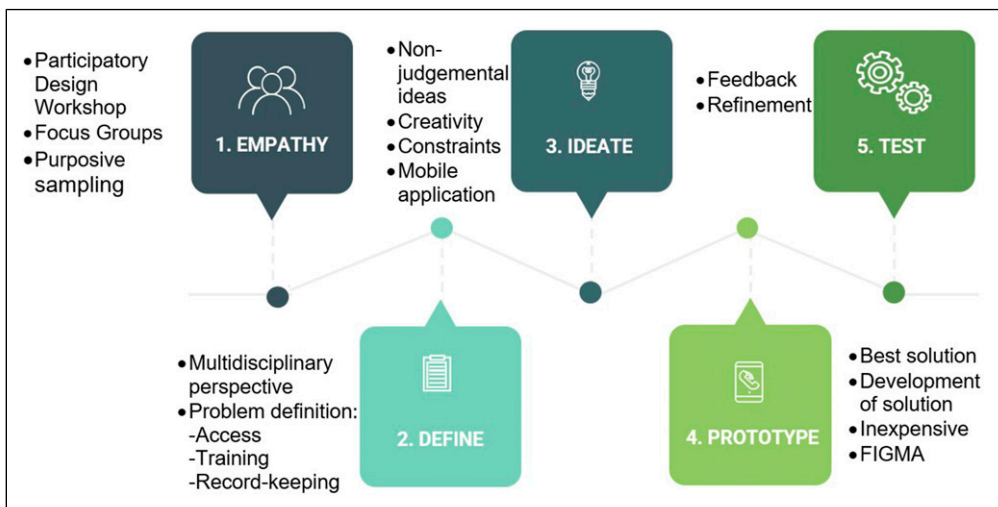 •Participatory
Design
Workshop
•Focus Groups
•Purposive
sampling
1. EMPATHY
•Non-
judgemental
ideas
•Creativity
•Constraints
•Mobile
application
3. IDEATE
•Feedback
•Refinement
5. TEST
•Multidisciplinary
perspective
•Problem definition:
-Access
-Training
-Record-keeping
2. DEFINE
4. PROTOTYPE
•Best solution
•Development
of solution
•Inexpensive
•FIGMA